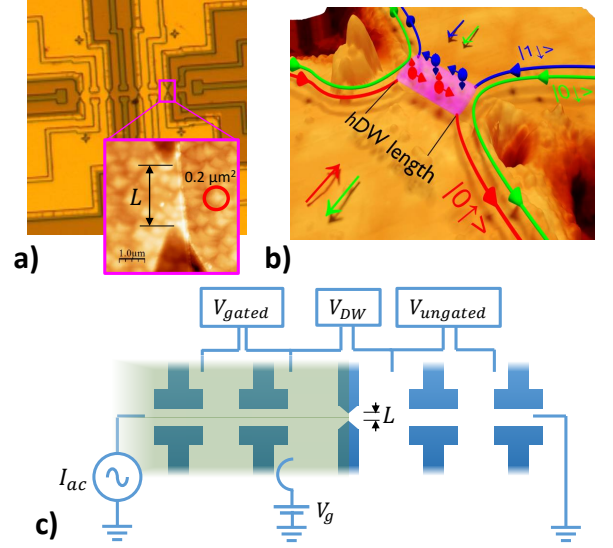 0.2 μm²
L
1.0μm
a)
|1↓>
|0↓>
hDW length
|0↑>
b)
V_gated
V_DW
V_ungated
L
I_ac
V_g
c)